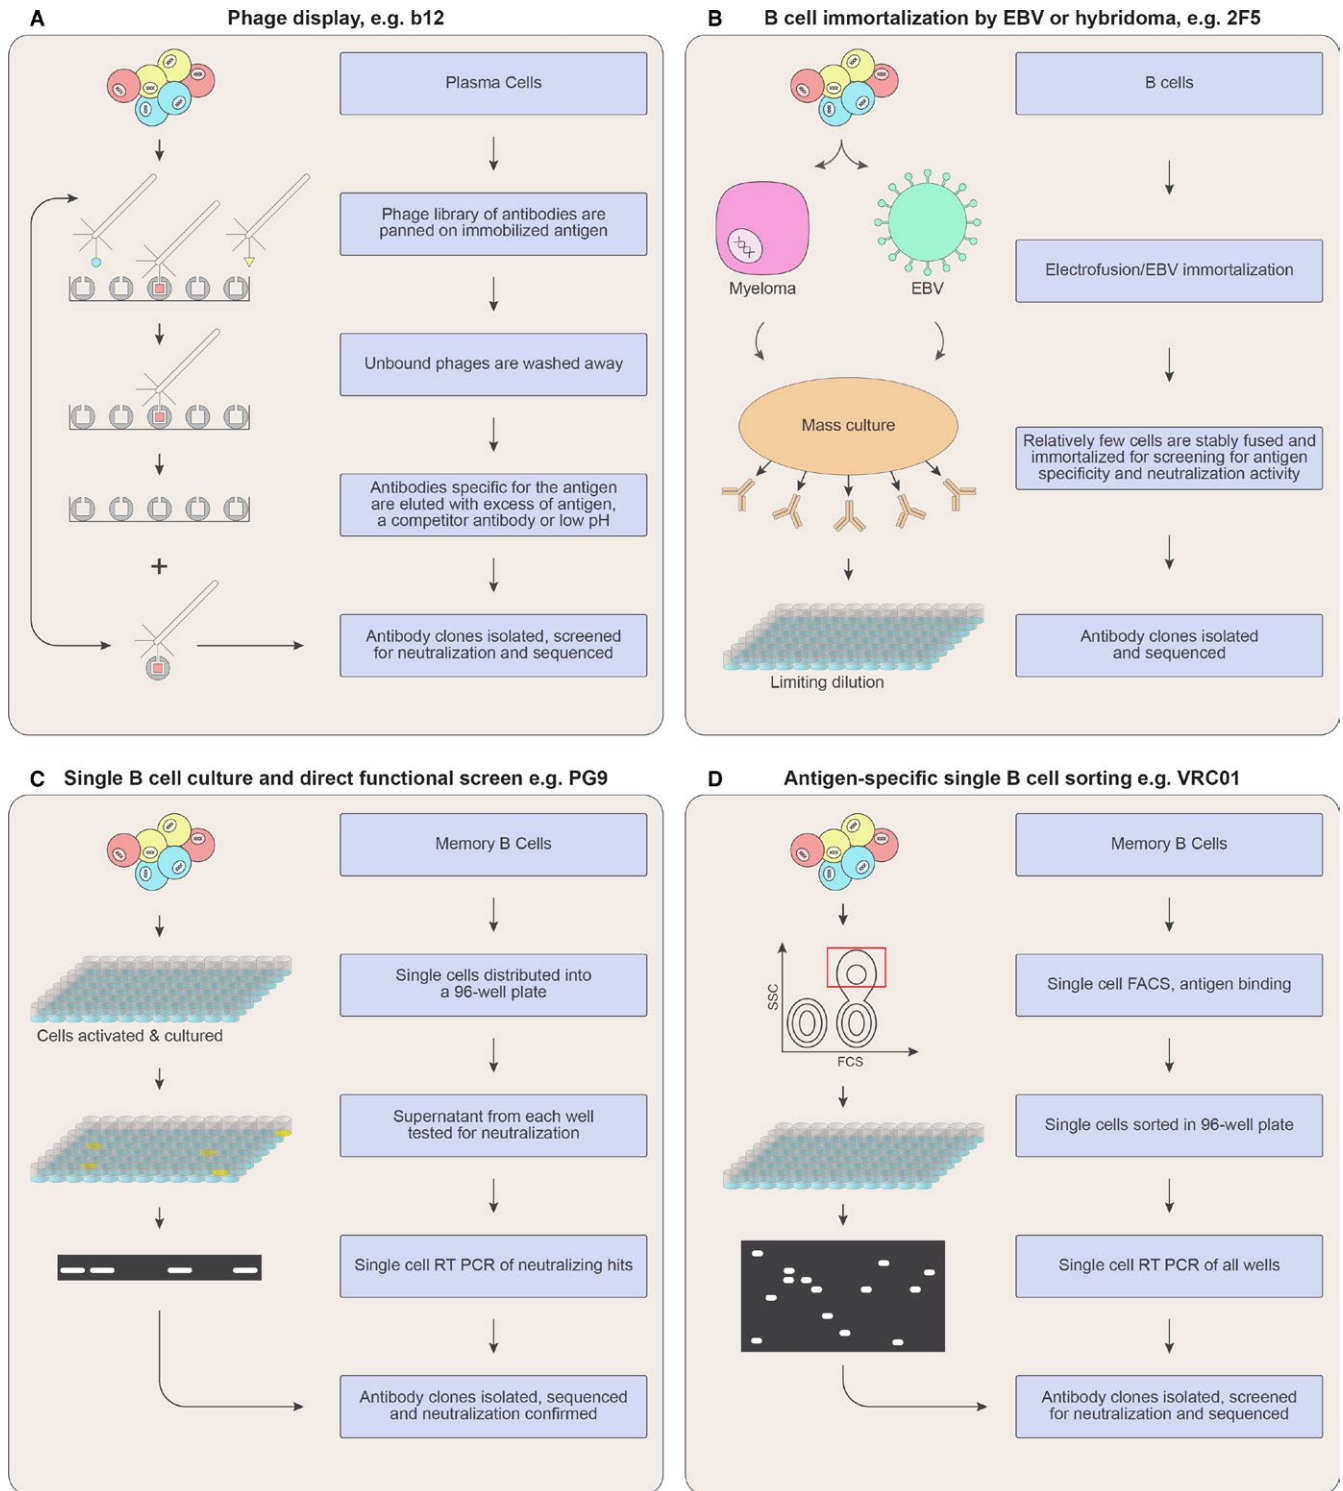 A
Phage display, e.g. b12
Plasma Cells
Phage library of antibodies are
panned on immobilized antigen
Unbound phages are washed away
Antibodies specific for the antigen
are eluted with excess of antigen,
a competitor antibody or low pH
+
Antibody clones isolated, screened
for neutralization and sequenced
B
B cell immortalization by EBV or hybridoma, e.g. 2F5
B cells
Myeloma
EBV
Electrofusion/EBV immortalization
Mass culture
Relatively few cells are stably fused and
immortalized for screening for antigen
specificity and neutralization activity
Limiting dilution
Antibody clones isolated
and sequenced
C
Single B cell culture and direct functional screen e.g. PG9
Memory B Cells
Single cells distributed into
a 96-well plate
Cells activated & cultured
Supernatant from each well
tested for neutralization
Single cell RT PCR of neutralizing hits
Antibody clones isolated, sequenced
and neutralization confirmed
D
Antigen-specific single B cell sorting e.g. VRC01
Memory B Cells
SSC
FCS
Single cell FACS, antigen binding
Single cells sorted in 96-well plate
Single cell RT PCR of all wells
Antibody clones isolated, screened
for neutralization and sequenced